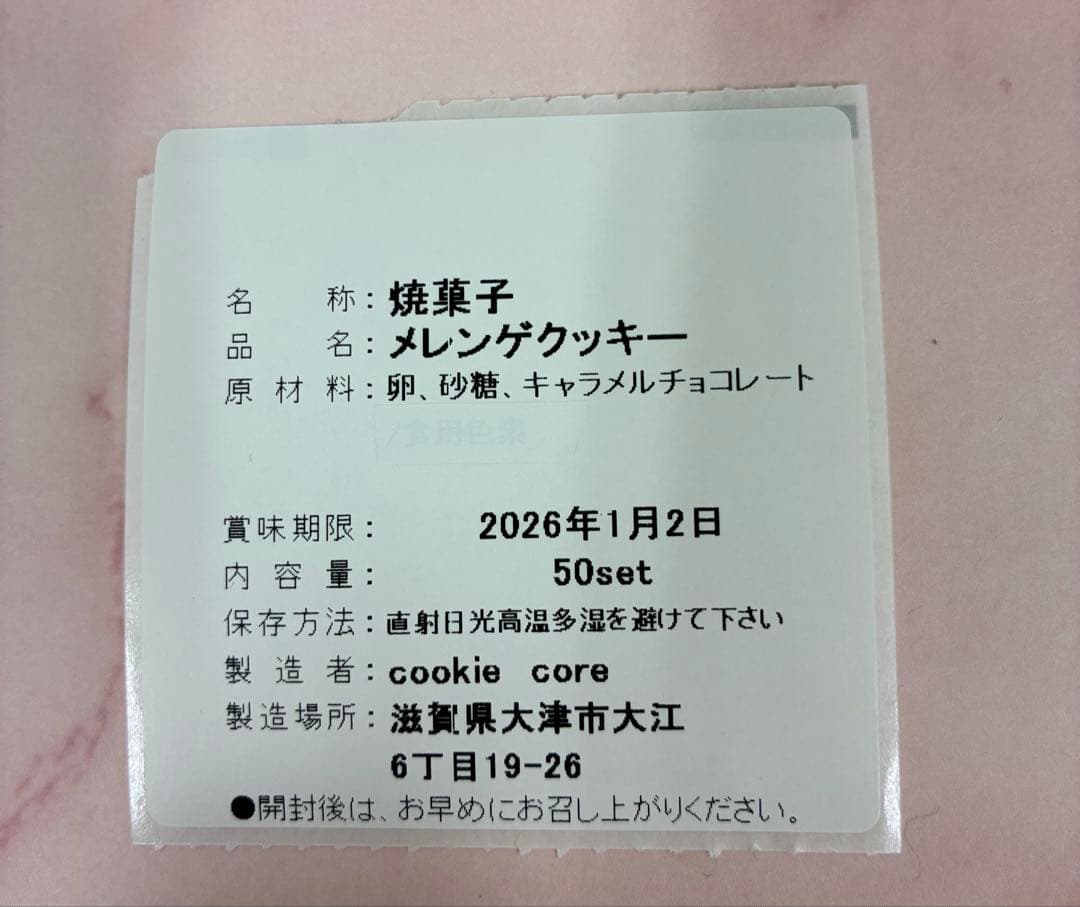 名 称：焼菓子
品 名：メレンゲクッキー
原 材 料：卵、砂糖、キャラメルチョコレート
/食用色素
賞味期限： 2026年1月2日
内 容 量： 50set
保存方法：直射日光高温多湿を避けて下さい
製 造 者：cookie core
製造場所：滋賀県大津市大江
6丁目19-26
●開封後は、お早めにお召し上がりください。